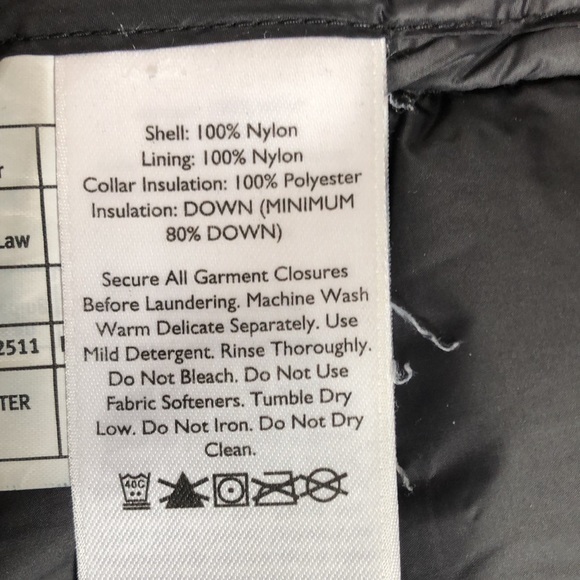 Shell: 100% Nylon
Lining: 100% Nylon
Collar Insulation: 100% Polyester
Insulation: DOWN (MINIMUM
80% DOWN)
Secure All Garment Closures
Before Laundering. Machine Wash
Warm Delicate Separately. Use
Mild Detergent. Rinse Thoroughly.
Do Not Bleach. Do Not Use
Fabric Softeners. Tumble Dry
Low. Do Not Iron. Do Not Dry
Clean.
40C
Law
2511
TER